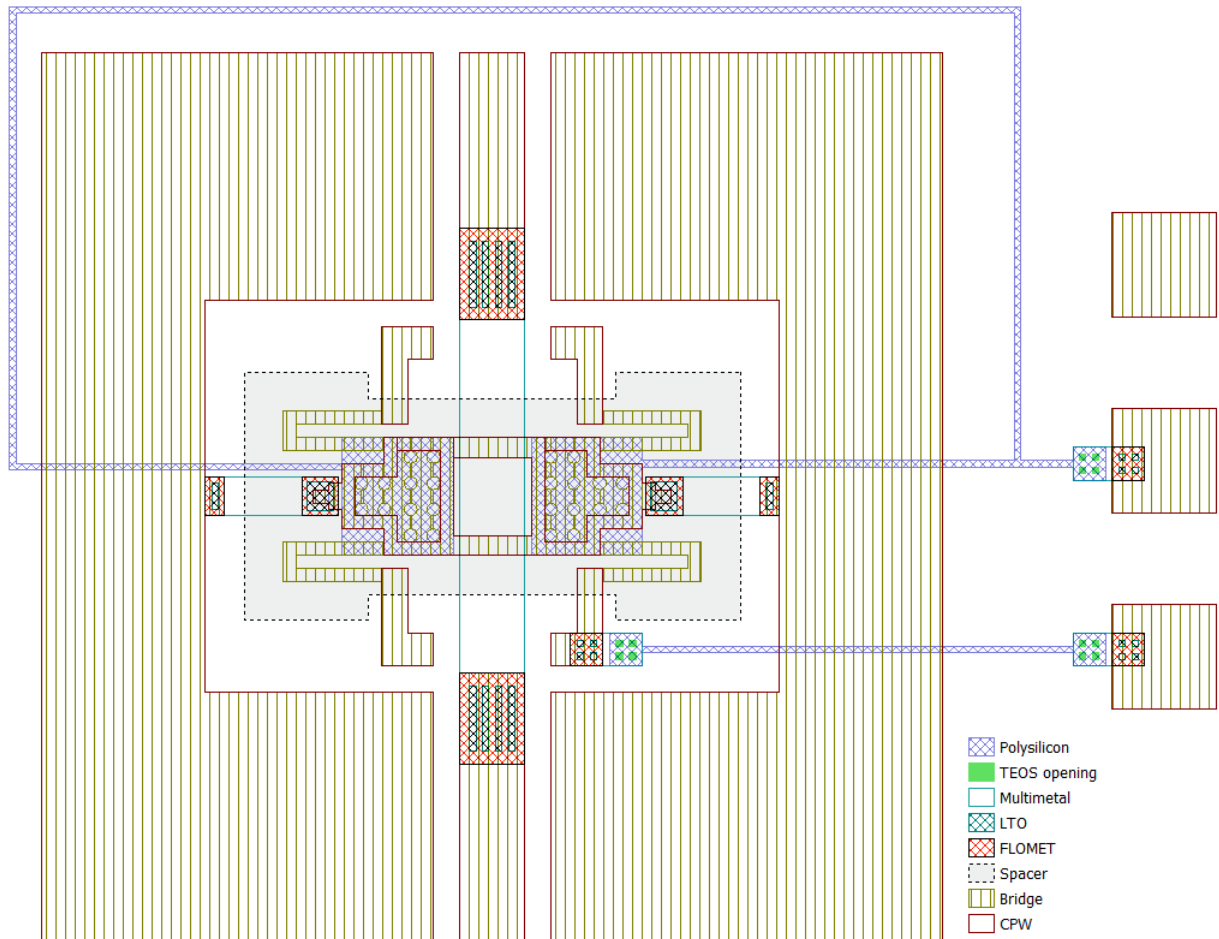 Polysilicon
TEOS opening
Multimetal
LTO
FLOMET
Spacer
Bridge
CPW